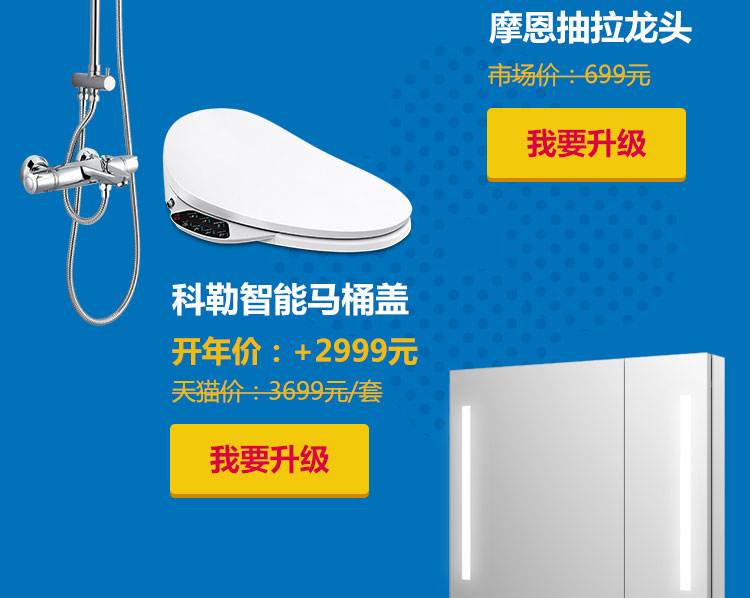 摩恩抽拉龙头
市场价：699元
我要升级
科勒智能马桶盖
开年价：+2999元
天猫价：3699元/套
我要升级